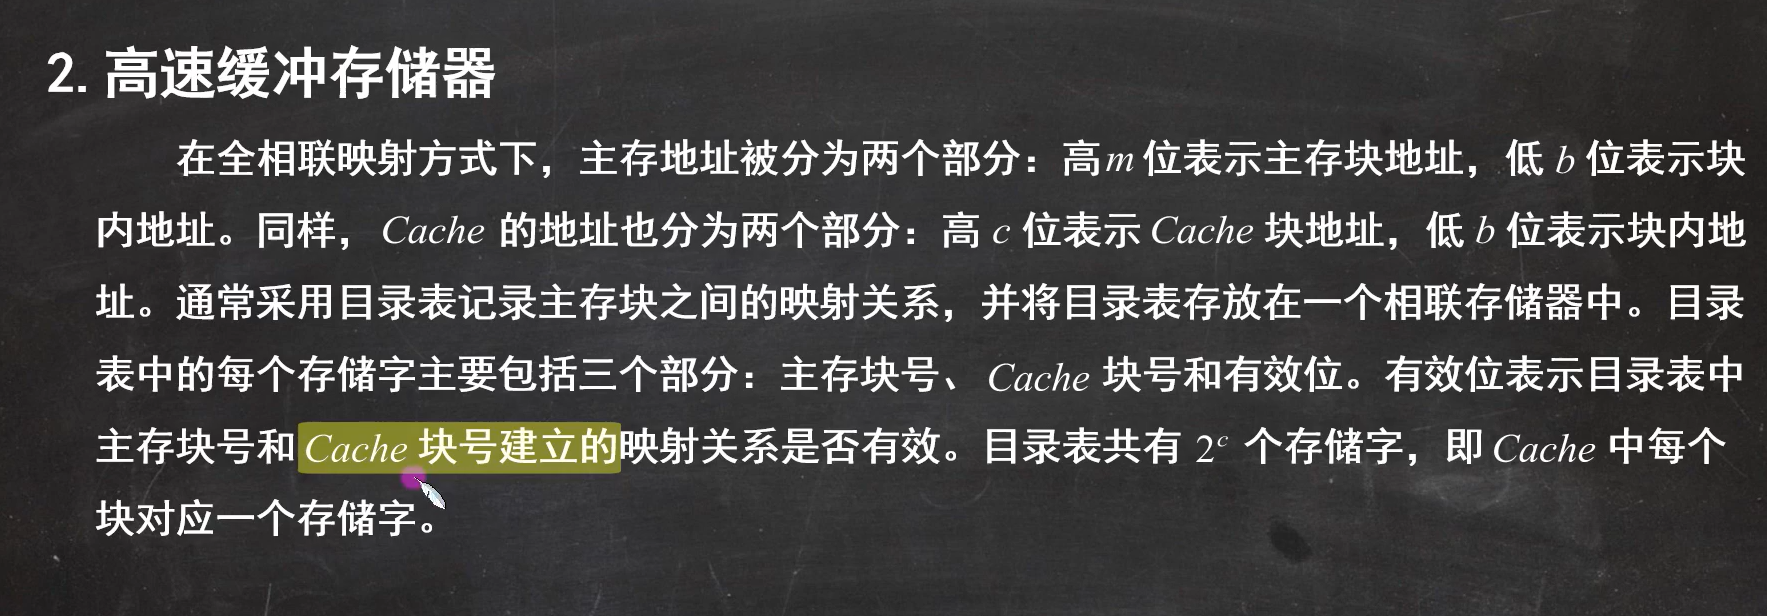 2. 高速缓冲存储器
在全相联映射方式下，主存地址被分为两个部分：高 m 位表示主存块地址，低 b 位表示块
内地址。同样， Cache 的地址也分为两个部分：高 c 位表示 Cache 块地址，低 b 位表示块内地
址。通常采用目录表记录主存块之间的映射关系，并将目录表存放在一个相联存储器中。目录
表中的每个存储字主要包括三个部分：主存块号、 Cache 块号和有效位。有效位表示目录表中
主存块号和 Cache 块号建立的映射关系是否有效。目录表共有 2^c 个存储字，即 Cache 中每个
块对应一个存储字。